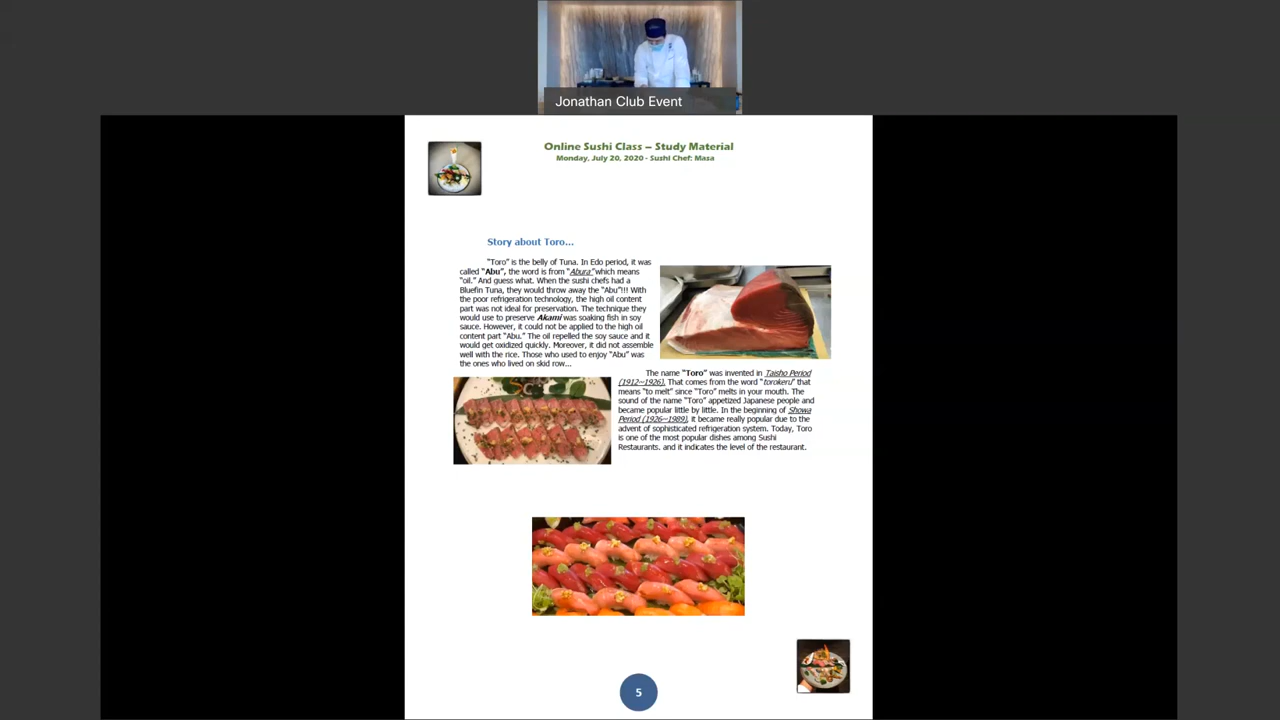 Jonathan Club Event
Online Sushi Class – Study Material
Monday, July 20, 2020 - Sushi Chef: Masa
Story about Toro...
"Toro" is the belly of Tuna. In Edo period, it was
called "Abu", the word is from "Abura" which means
"oil." And guess what. When the sushi chefs had a
Bluefin Tuna, they would throw away the "Abu"!!! With
the poor refrigeration technology, the high oil content
part was not ideal for preservation. The technique they
would use to preserve Akami was soaking fish in soy
sauce. However, it could not be applied to the high oil
content part "Abu." The oil repelled the soy sauce and it
would get oxidized quickly. Moreover, it did not assemble
well with the rice. Those who used to enjoy "Abu" was
the ones who lived on skid row...
The name "Toro" was invented in Taisho Period
(1912~1926). That comes from the word "torokeru" that
means "to melt" since "Toro" melts in your mouth. The
sound of the name "Toro" appetized Japanese people and
became popular little by little. In the beginning of Showa
Period (1926~1989), it became really popular due to the
advent of sophisticated refrigeration system. Today, Toro
is one of the most popular dishes among Sushi
Restaurants. and it indicates the level of the restaurant.
5